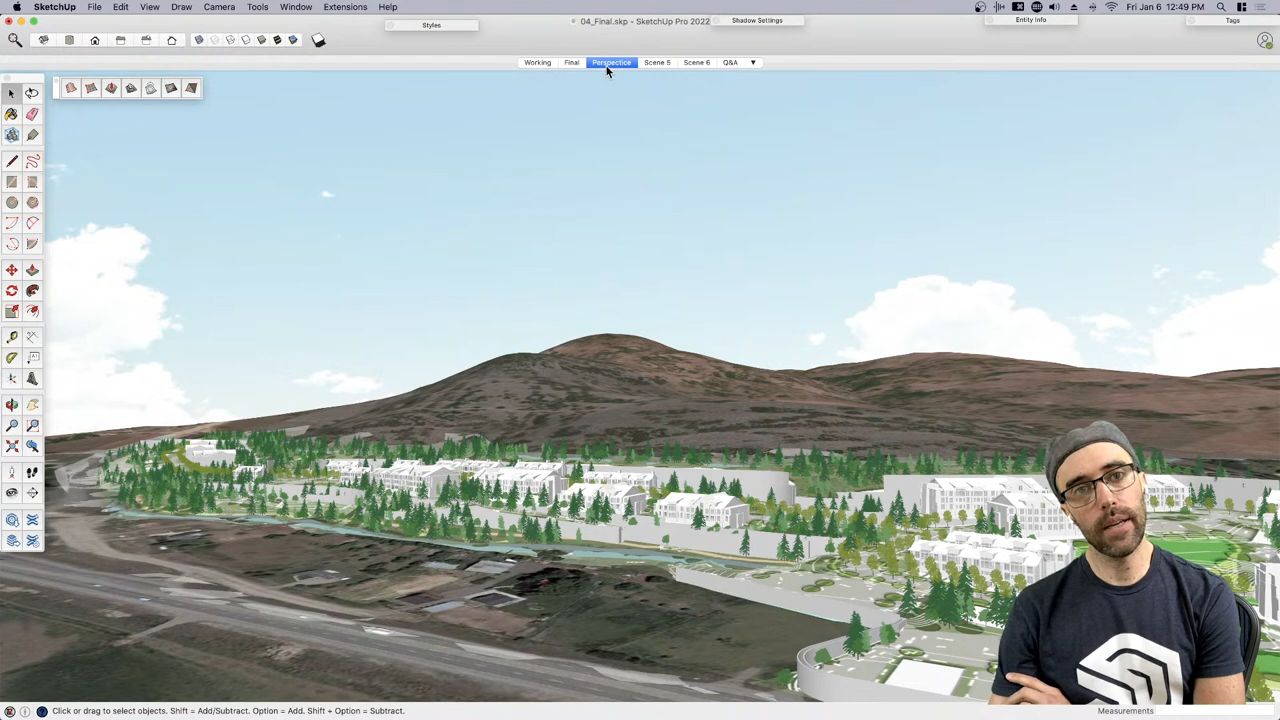 SketchUp File Edit View Draw Camera Tools Window Extensions Help
Fri Jan 6 12:49 PM
Styles
04_Final.skp - SketchUp Pro 2022
Shadow Settings
Entity Info
Tags
Working Final Perspectice Scene 5 Scene 6 Q&A
Click or drag to select objects. Shift = Add/Subtract. Option = Add. Shift + Option = Subtract.
Measurements